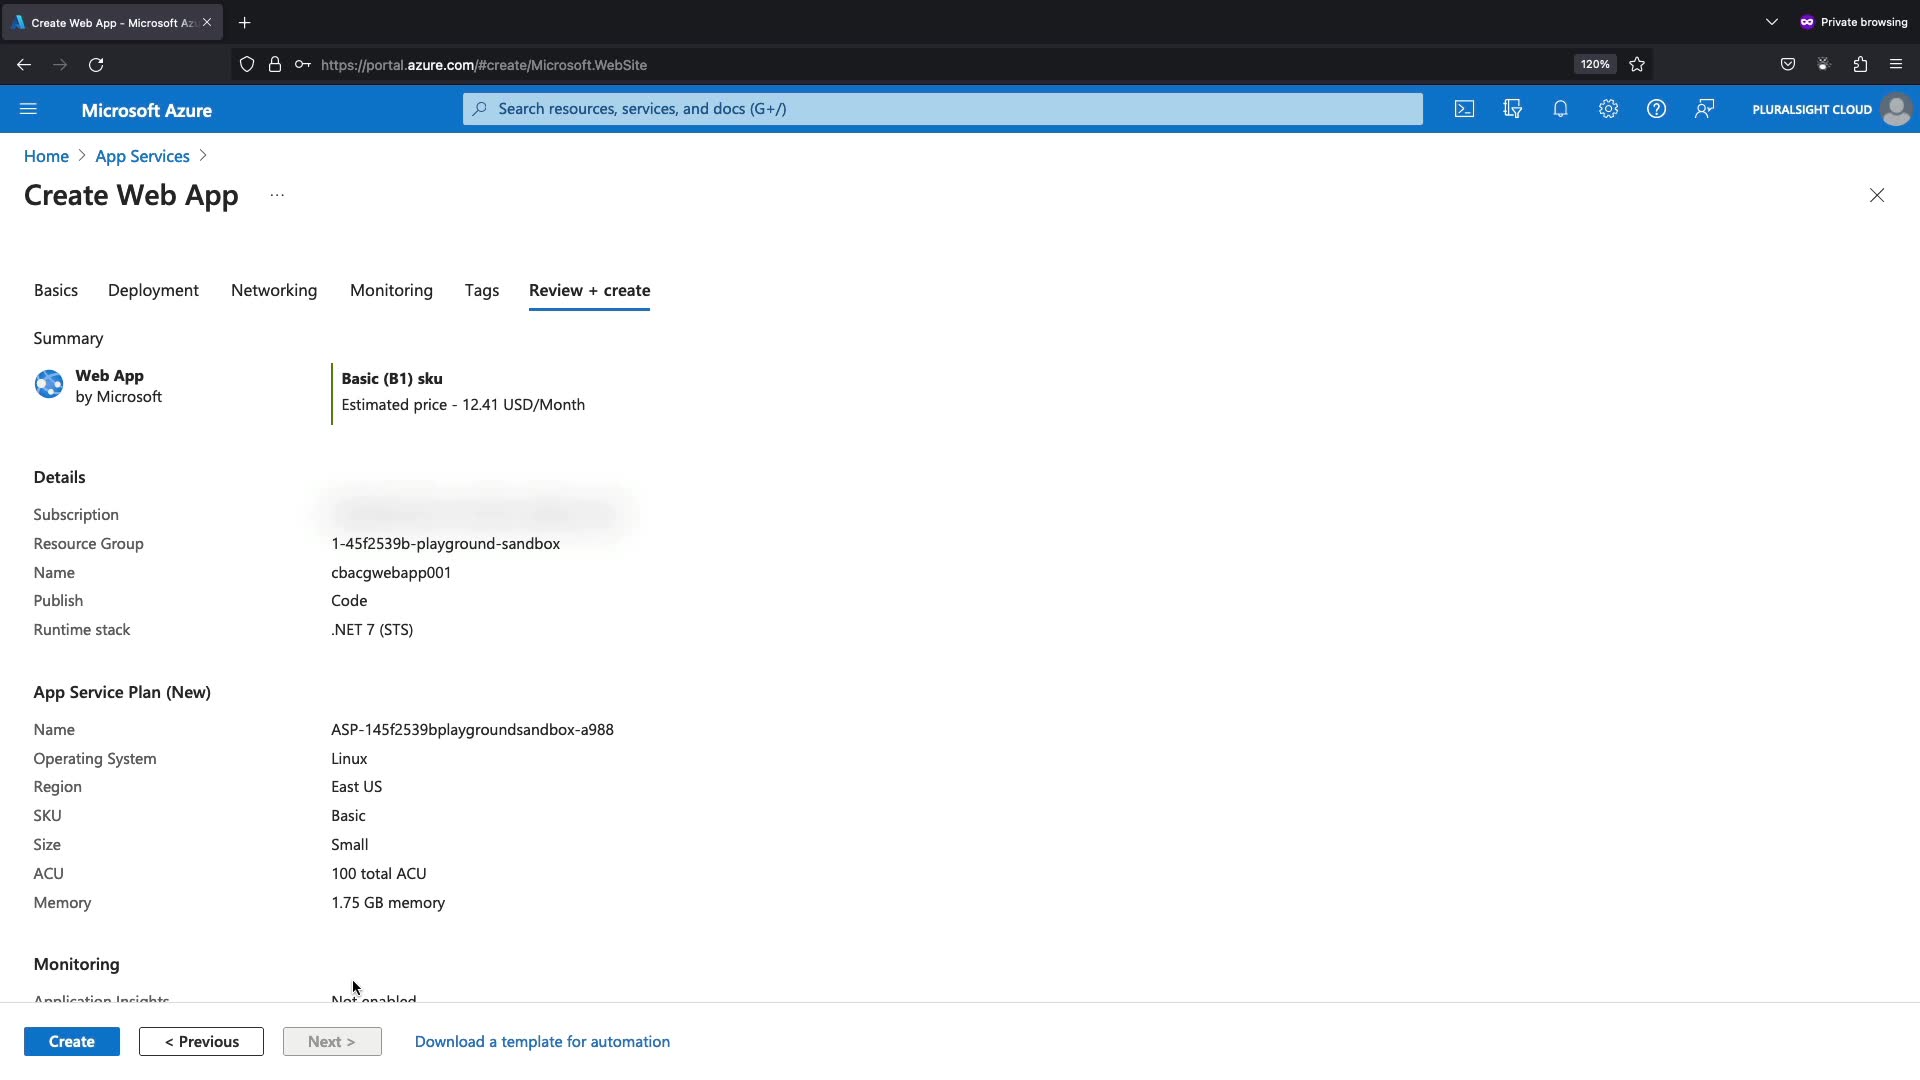 Create Web App - Microsoft Az
Private browsing
https://portal.azure.com/#create/Microsoft.WebSite
120%
Microsoft Azure
Search resources, services, and docs (G+/)
PLURALSIGHT CLOUD
Home > App Services >
Create Web App ...
Basics Deployment Networking Monitoring Tags Review + create
Summary
Web App
by Microsoft
Basic (B1) sku
Estimated price - 12.41 USD/Month
Details
Subscription
Resource Group 1-45f2539b-playground-sandbox
Name cbacgwebapp001
Publish Code
Runtime stack .NET 7 (STS)
App Service Plan (New)
Name ASP-145f2539bplaygroundsandbox-a988
Operating System Linux
Region East US
SKU Basic
Size Small
ACU 100 total ACU
Memory 1.75 GB memory
Monitoring
Application Insights Not enabled
Create < Previous Next > Download a template for automation